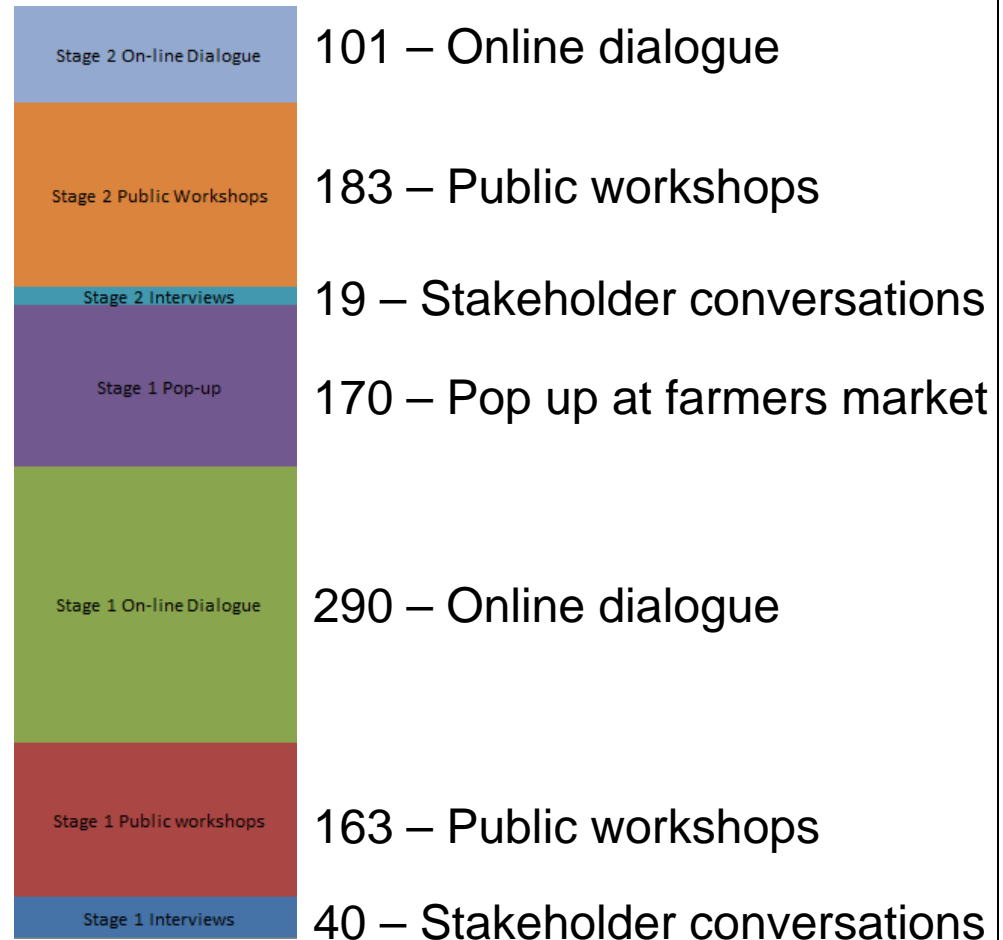 Stage 2 On-line Dialogue
101 – Online dialogue
Stage 2 Public Workshops
183 – Public workshops
Stage 2 Interviews
19 – Stakeholder conversations
Stage 1 Pop-up
170 – Pop up at farmers market
Stage 1 On-line Dialogue
290 – Online dialogue
Stage 1 Public workshops
163 – Public workshops
Stage 1 Interviews
40 – Stakeholder conversations